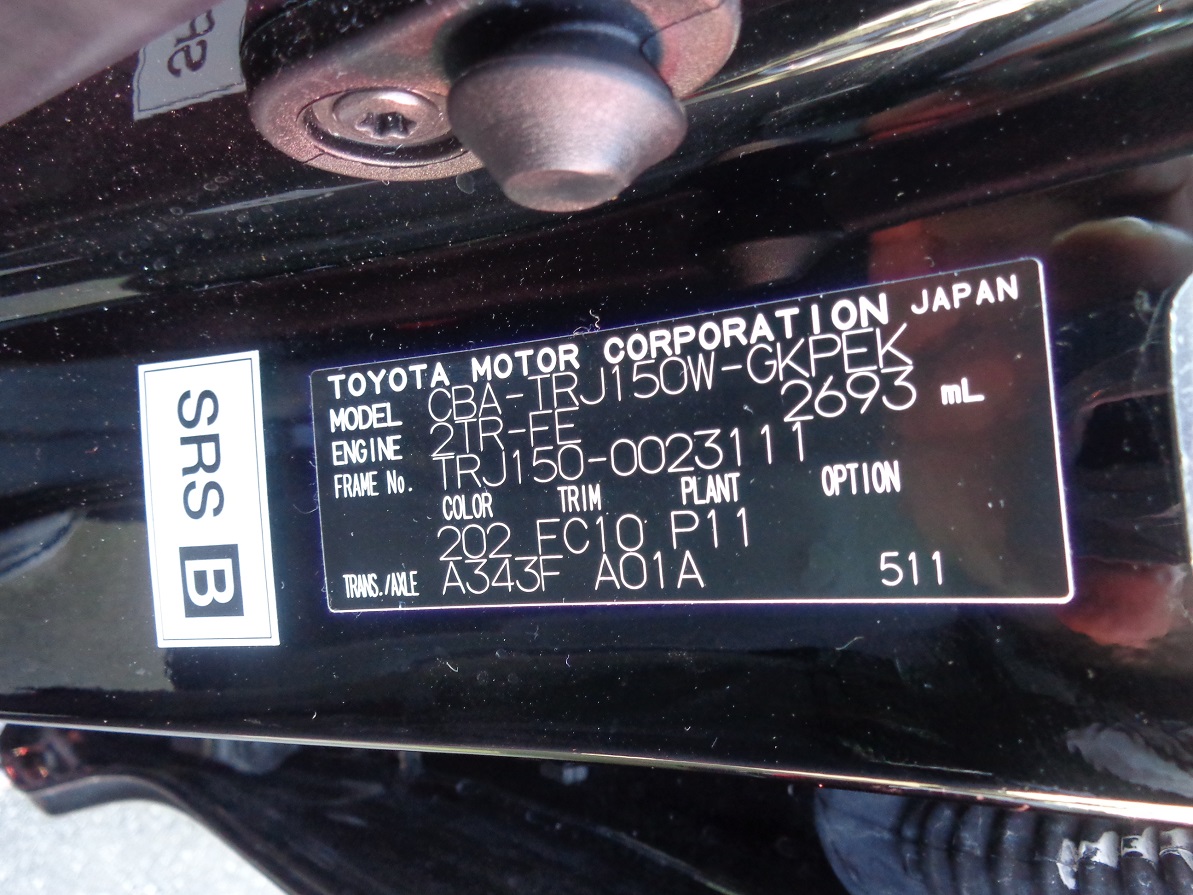 SRS
TOYOTA MOTOR CORPORATION JAPAN
MODEL CBA-TRJ150W-GKPEK
ENGINE 2TR-FE 2693 mL
FRAME No. TRJ150-0023111
COLOR TRIM PLANT OPTION
202 FC10 P11
TRANS./AXLE A343F A01A 511
SRS B